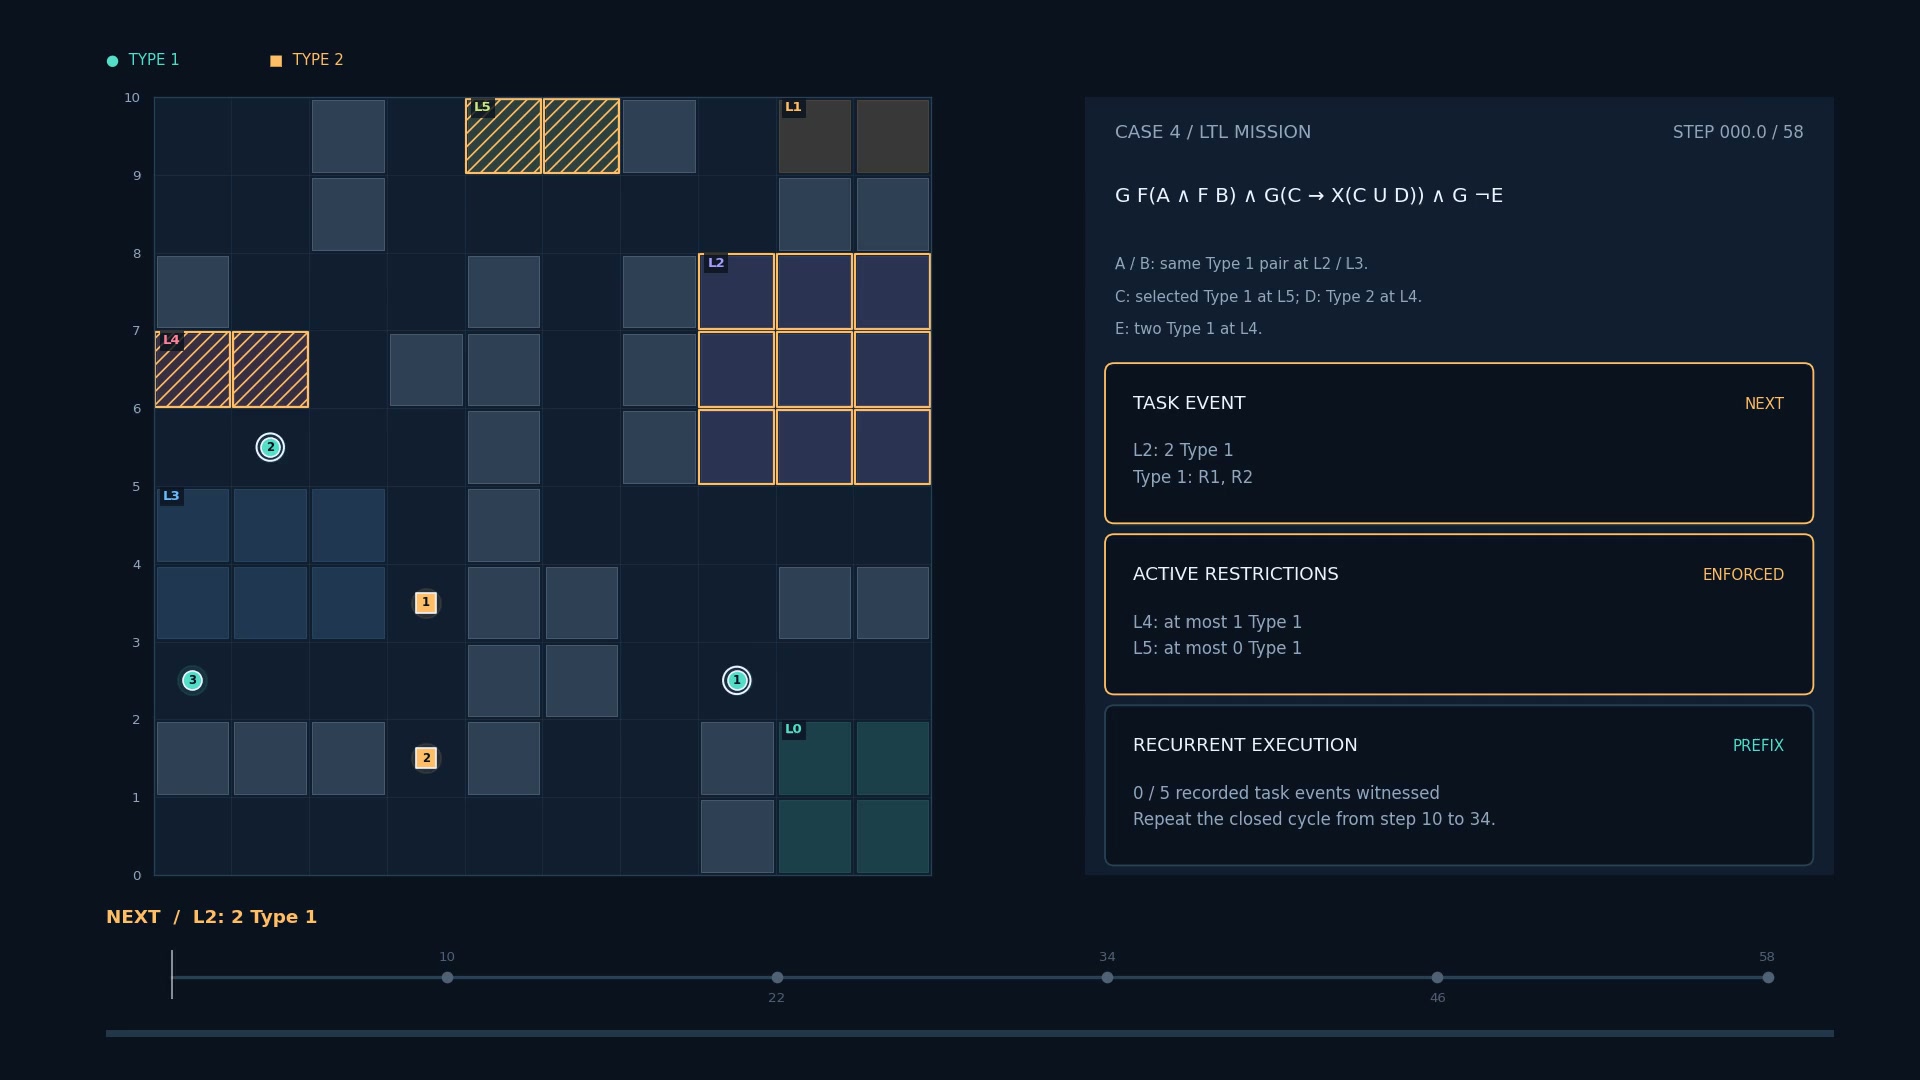 TYPE 1
TYPE 2
10
9
8
7
6
5
4
3
2
1
0
L5
L1
L2
L4
2
L3
1
3
1
L0
2
CASE 4 / LTL MISSION
STEP 000.0 / 58
G F(A ∧ F B) ∧ G(C → X(C U D)) ∧ G ¬E
A / B: same Type 1 pair at L2 / L3.
C: selected Type 1 at L5; D: Type 2 at L4.
E: two Type 1 at L4.
TASK EVENT
NEXT
L2: 2 Type 1
Type 1: R1, R2
ACTIVE RESTRICTIONS
ENFORCED
L4: at most 1 Type 1
L5: at most 0 Type 1
RECURRENT EXECUTION
PREFIX
0 / 5 recorded task events witnessed
Repeat the closed cycle from step 10 to 34.
NEXT / L2: 2 Type 1
10
34
58
22
46